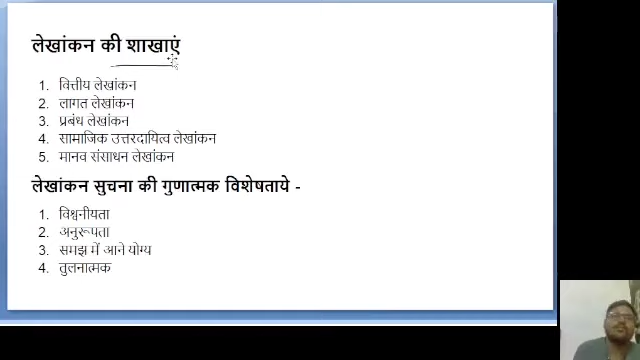 लेखांकन की शाखाएं
1. वित्तीय लेखांकन
2. लागत लेखांकन
3. प्रबंध लेखांकन
4. सामाजिक उत्तरदायित्व लेखांकन
5. मानव संसाधन लेखांकन
लेखांकन सुचना की गुणात्मक विशेषताये -
1. विश्वनीयता
2. अनुरूपता
3. समझ में आने योग्य
4. तुलनात्मक